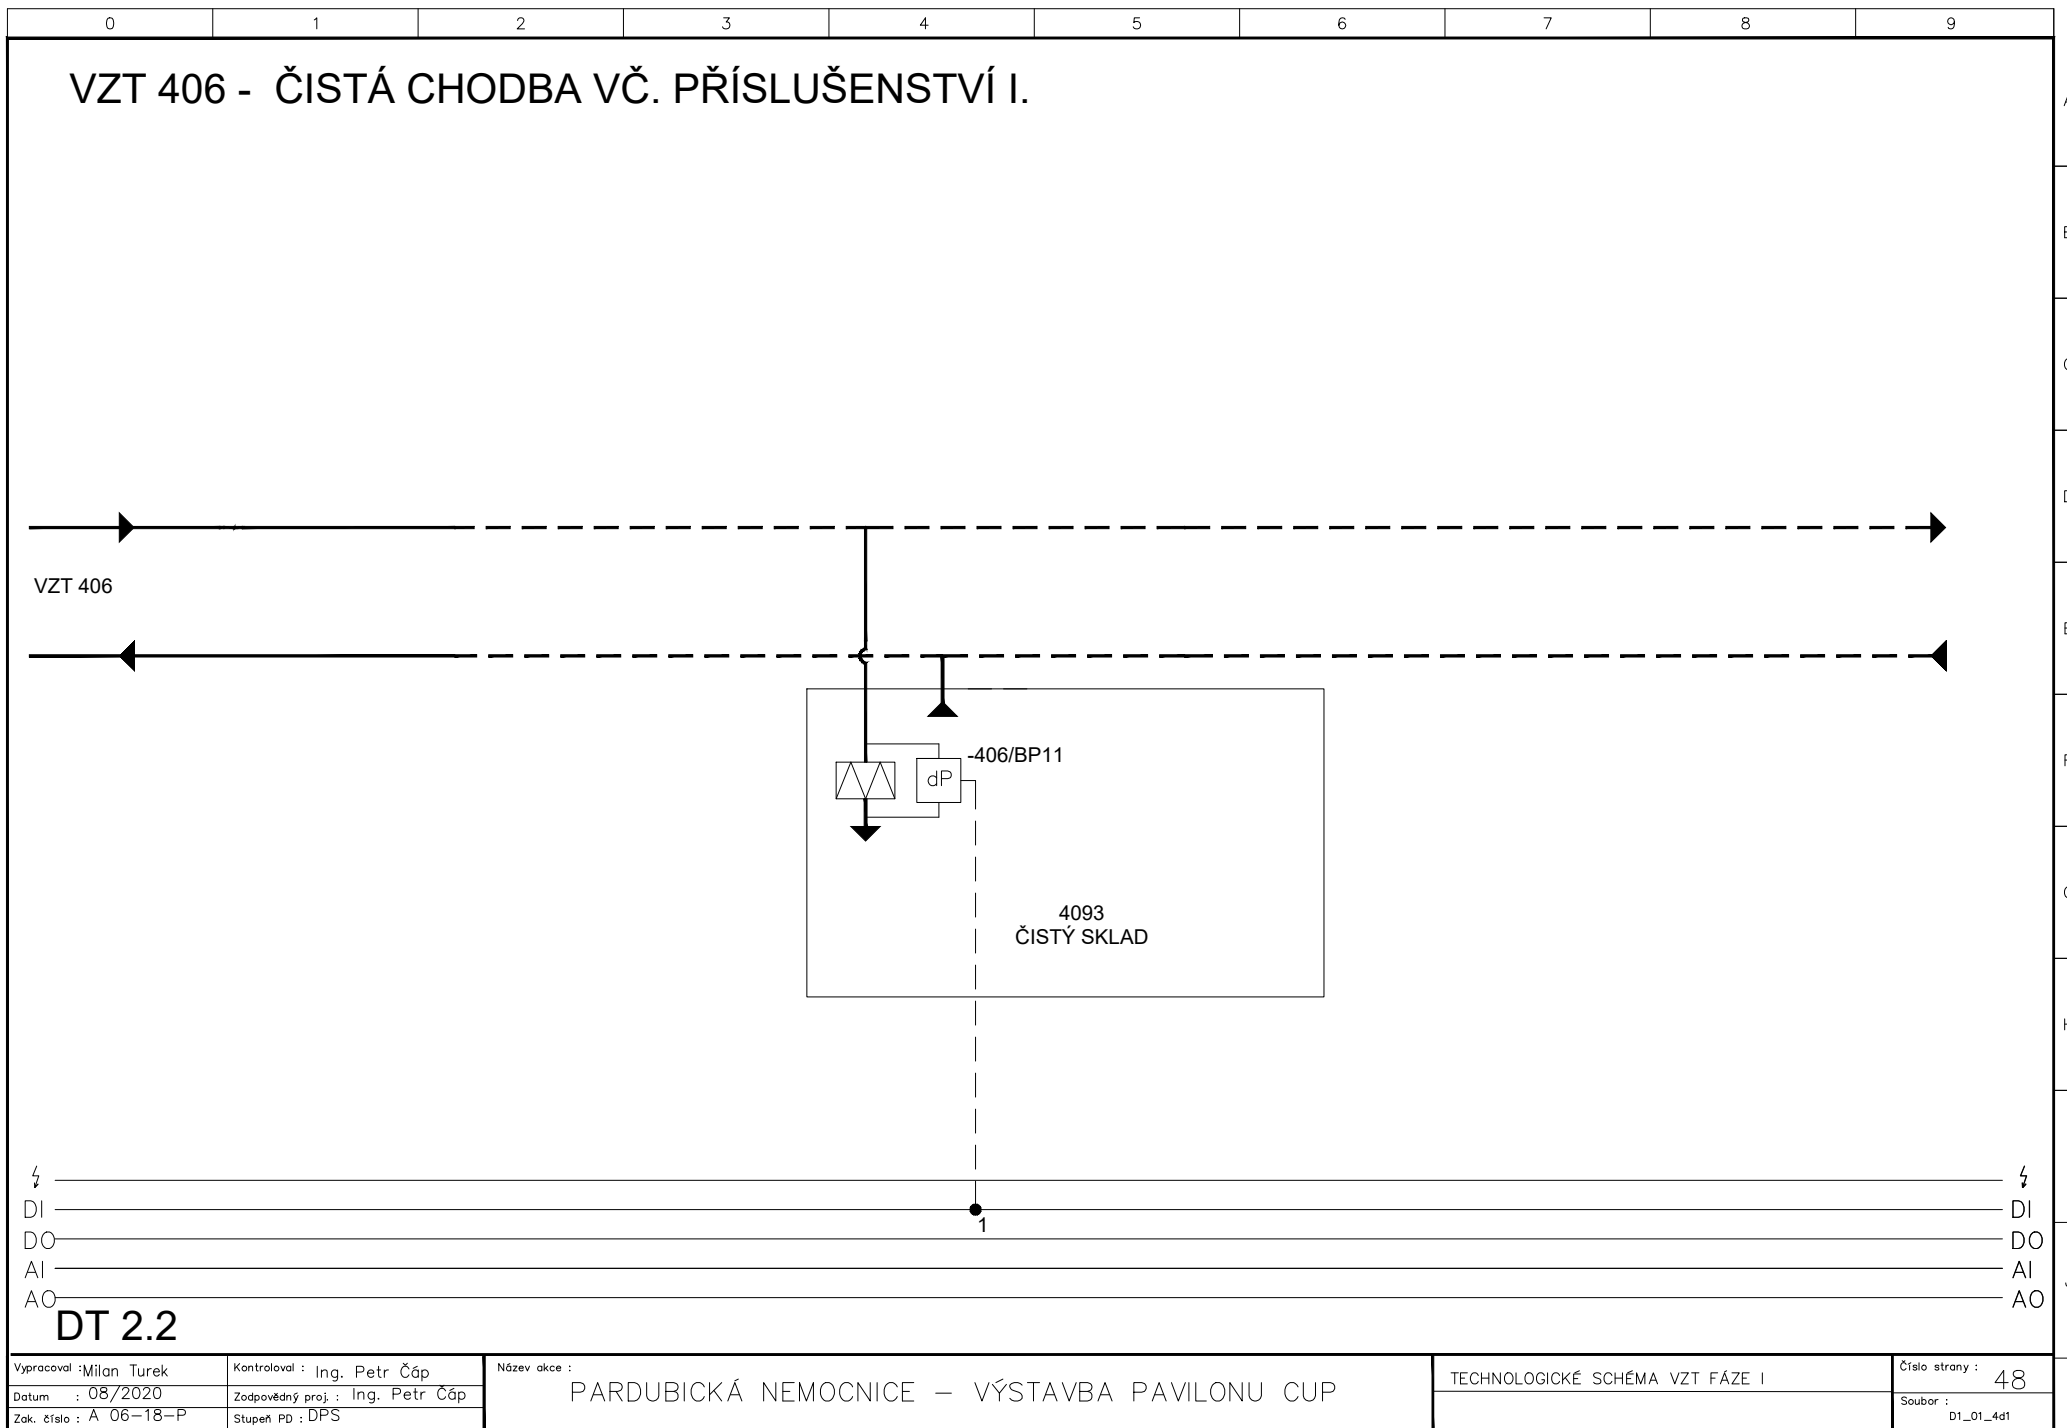 0 1 2 3 4 5 6 7 8 9
VZT 406 - ČISTÁ CHODBA VČ. PŘÍSLUŠENSTVÍ I.
VZT 406
-406/BP11
dP
4093
ČISTÝ SKLAD
DI DI
1
DO DO
AI AI
AO AO
DT 2.2
Vypracoval : Milan Turek
Datum : 08/2020
Zak. číslo : A 06-18-P
Kontroloval : Ing. Petr Čáp
Zodpovědný proj. : Ing. Petr Čáp
Stupeň PD : DPS
Název akce :
PARDUBICKÁ NEMOCNICE - VÝSTAVBA PAVILONU CUP
TECHNOLOGICKÉ SCHÉMA VZT FÁZE I
Číslo strany : 48
Soubor :
D1_01_4d1